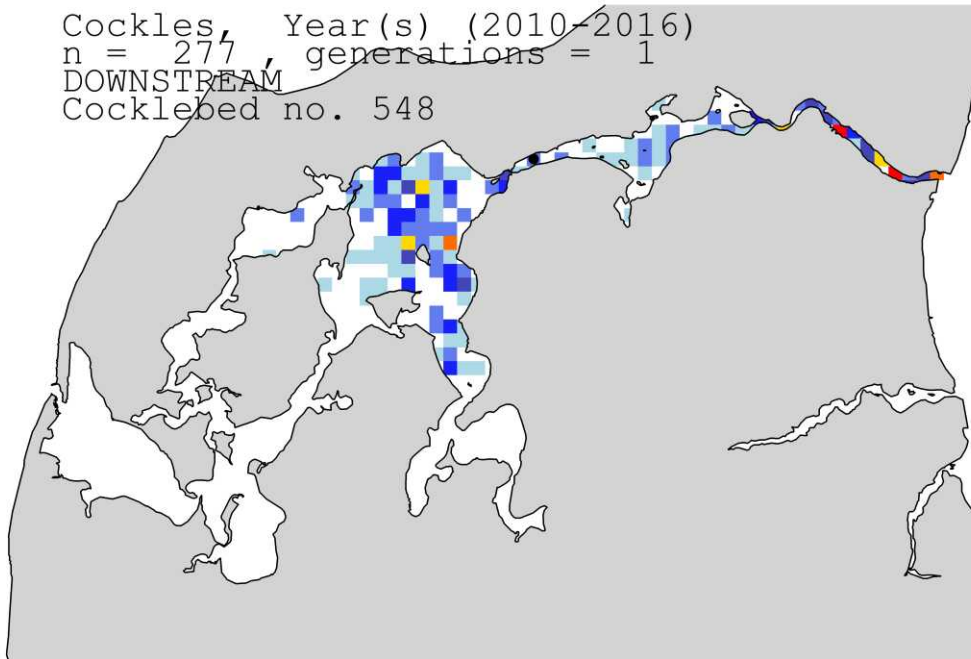 Cockles, Year(s) (2010-2016)
n = 277 , generations = 1
DOWNSTREAM
Cocklebed no. 548